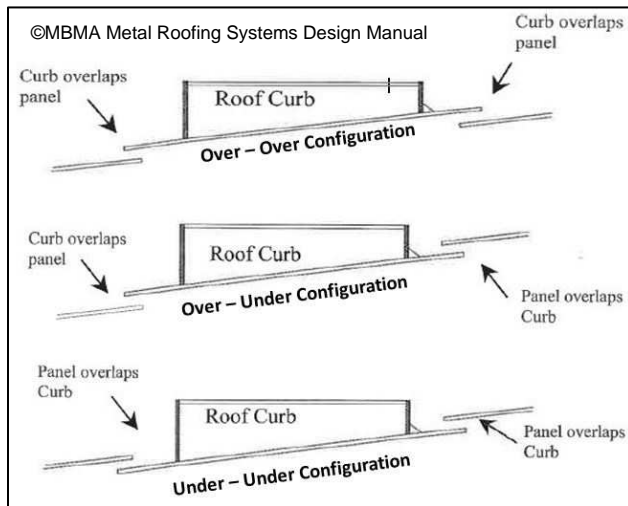 ©MBMA Metal Roofing Systems Design Manual
Curb overlaps
panel
Curb overlaps
panel
Roof Curb
Over – Over Configuration
Curb overlaps
panel
Roof Curb
Over – Under Configuration
Panel overlaps
Curb
Panel overlaps
Curb
Roof Curb
Panel overlaps
Curb
Under – Under Configuration